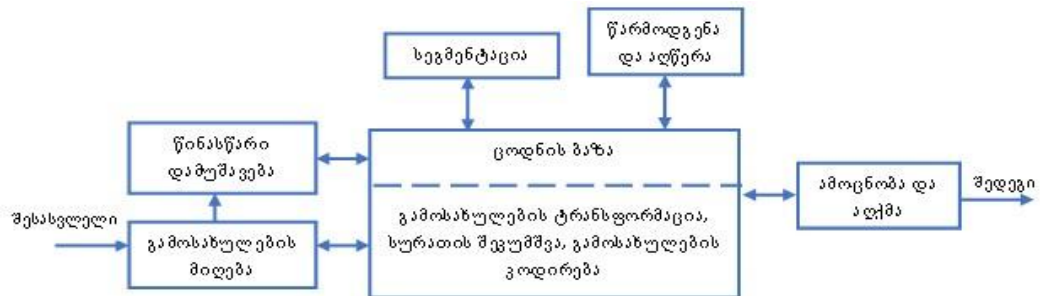 სეგმენტაცია
წარმოდგენა
და აღწერა
წინასწარი
დამუშავება
ცოდნის ბაზა
ამოცნობა და
აღქმა
შედეგი
შესასვლელი
გამოსახულების
მიღება
გამოსახულების ტრანსფორმაცია,
სურათის შეკუმშვა, გამოსახულების
კოდირება